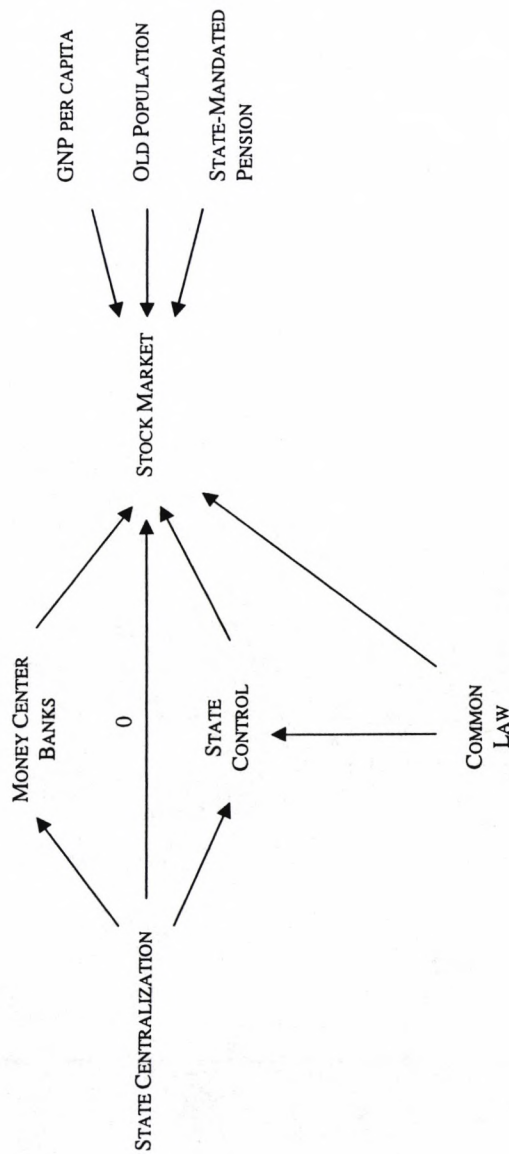 STATE CENTRALIZATION
MONEY CENTER
BANKS
0
STATE
CONTROL
COMMON
LAW
STOCK MARKET
GNP PER CAPITA
OLD POPULATION
STATE-MANDATED
PENSION